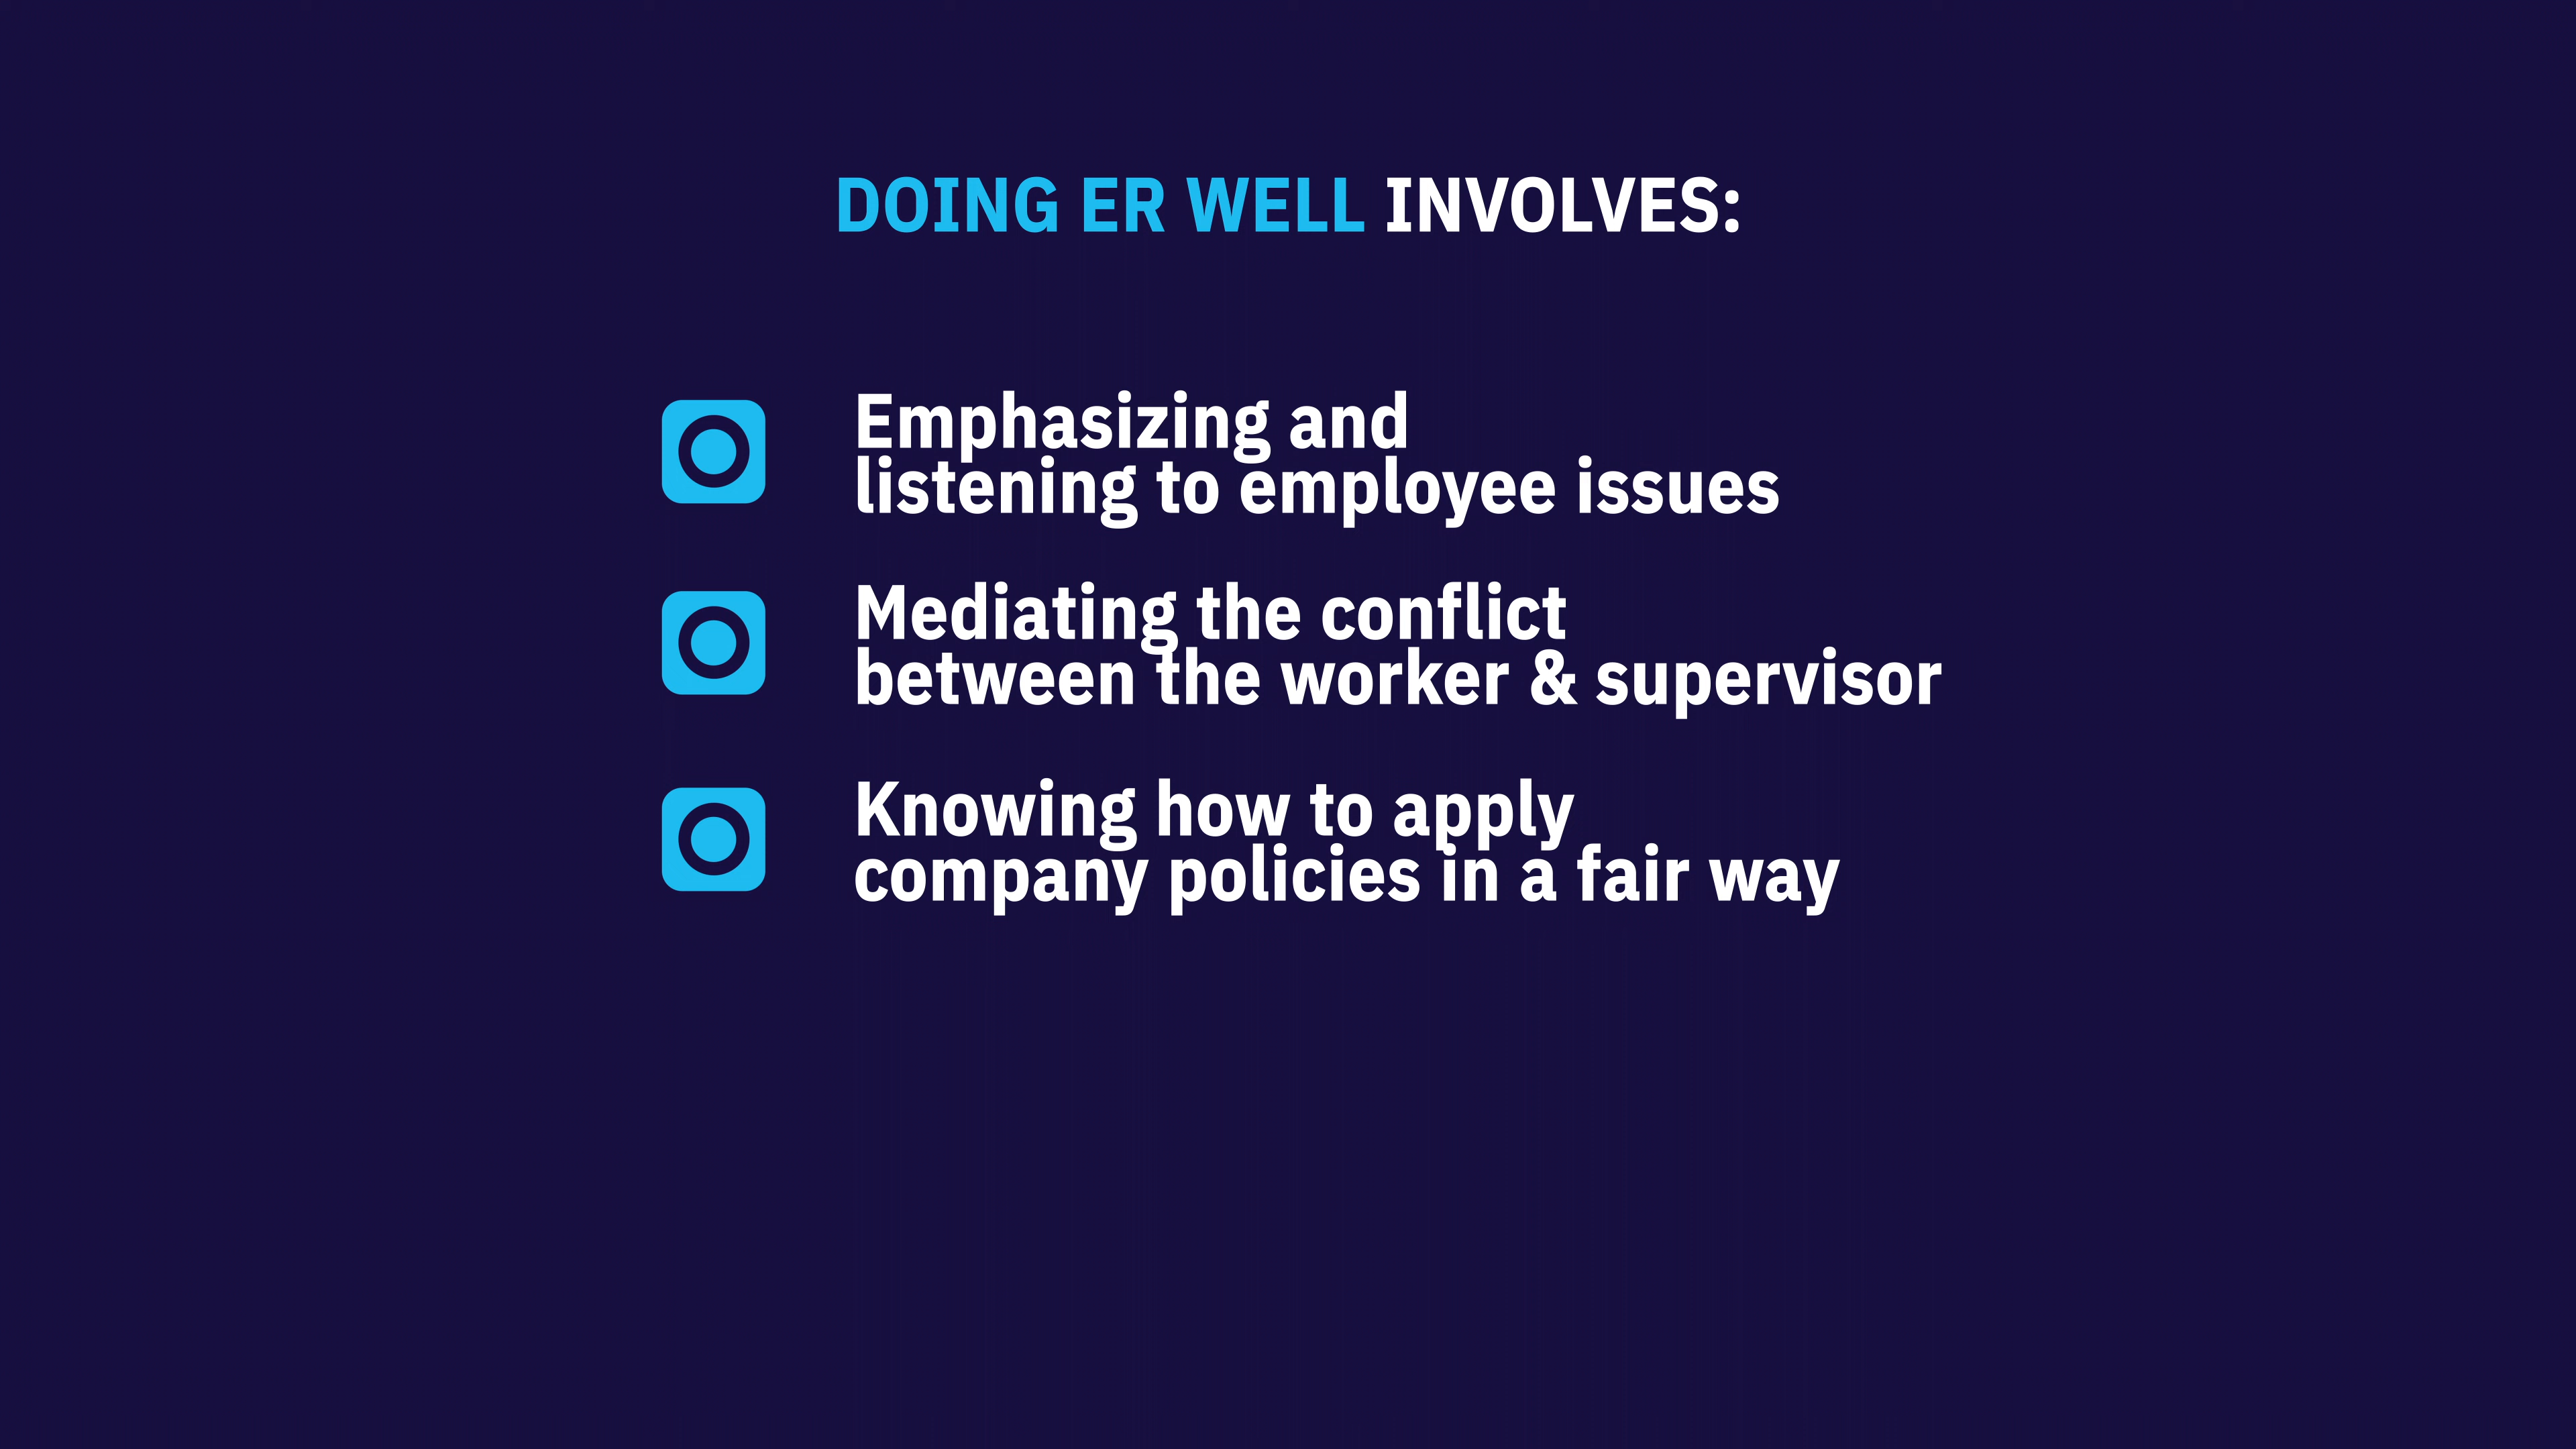 DOING ER WELL INVOLVES:
Emphasizing and
listening to employee issues
Mediating the conflict
between the worker & supervisor
Knowing how to apply
company policies in a fair way